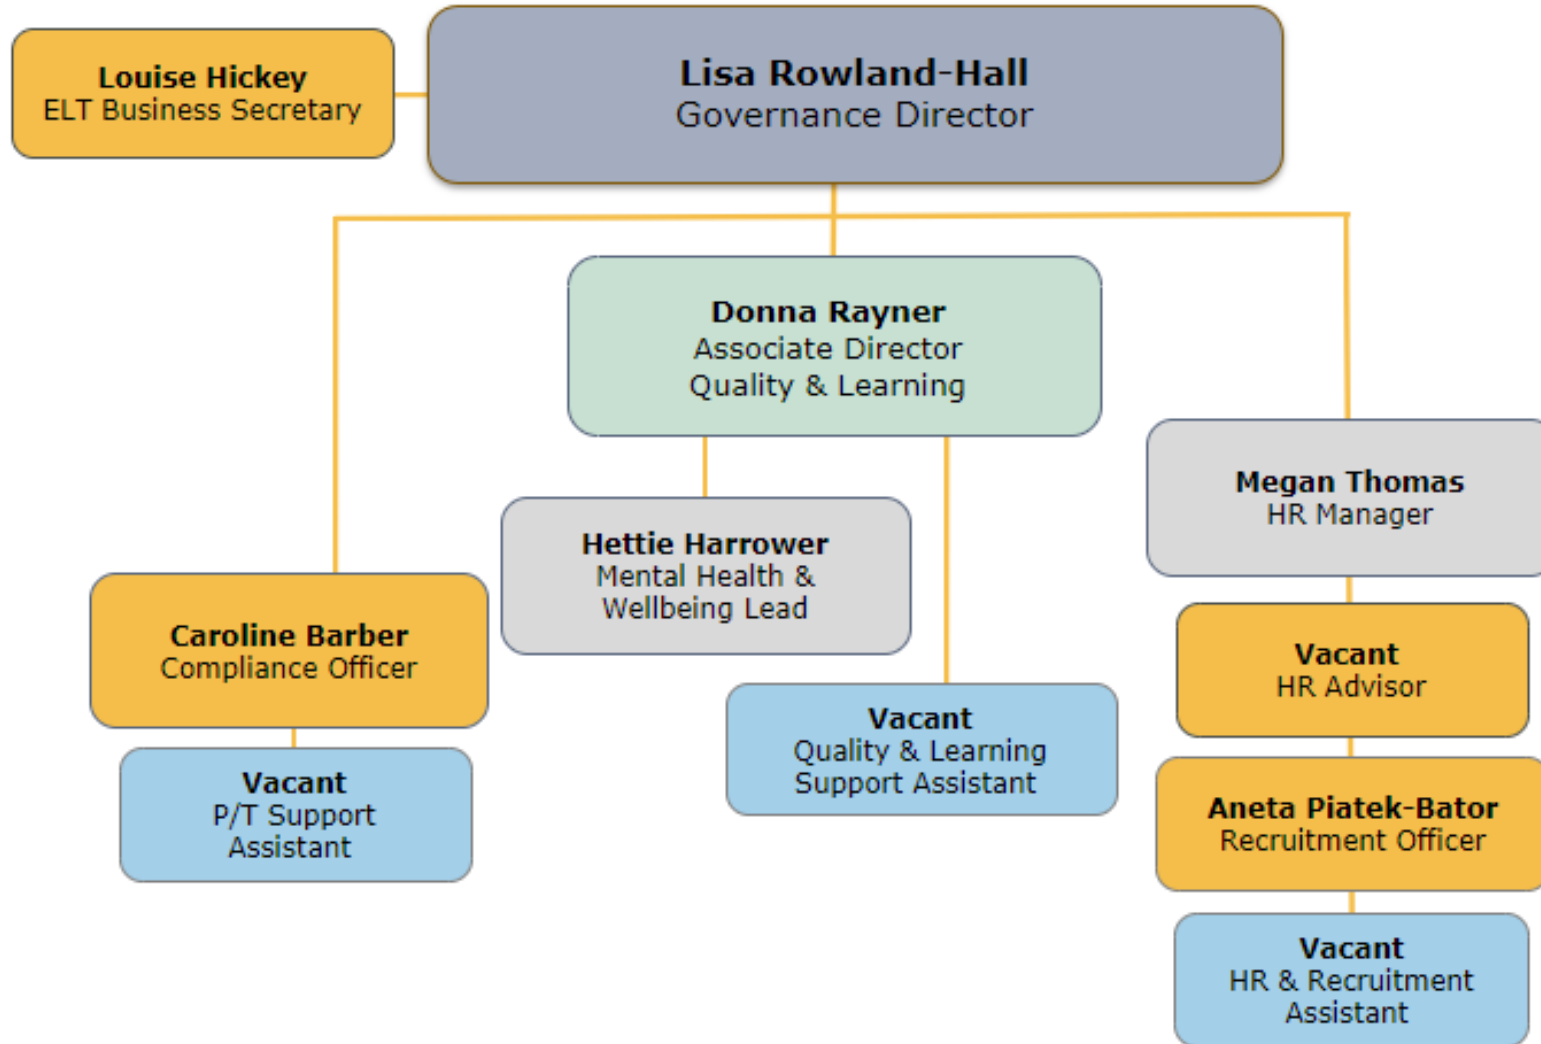 Louise Hickey
ELT Business Secretary
Lisa Rowland-Hall
Governance Director
Donna Rayner
Associate Director
Quality & Learning
Megan Thomas
HR Manager
Hettie Harrower
Mental Health &
Wellbeing Lead
Caroline Barber
Compliance Officer
Vacant
HR Advisor
Vacant
Quality & Learning
Support Assistant
Vacant
P/T Support
Assistant
Aneta Piatek-Bator
Recruitment Officer
Vacant
HR & Recruitment
Assistant